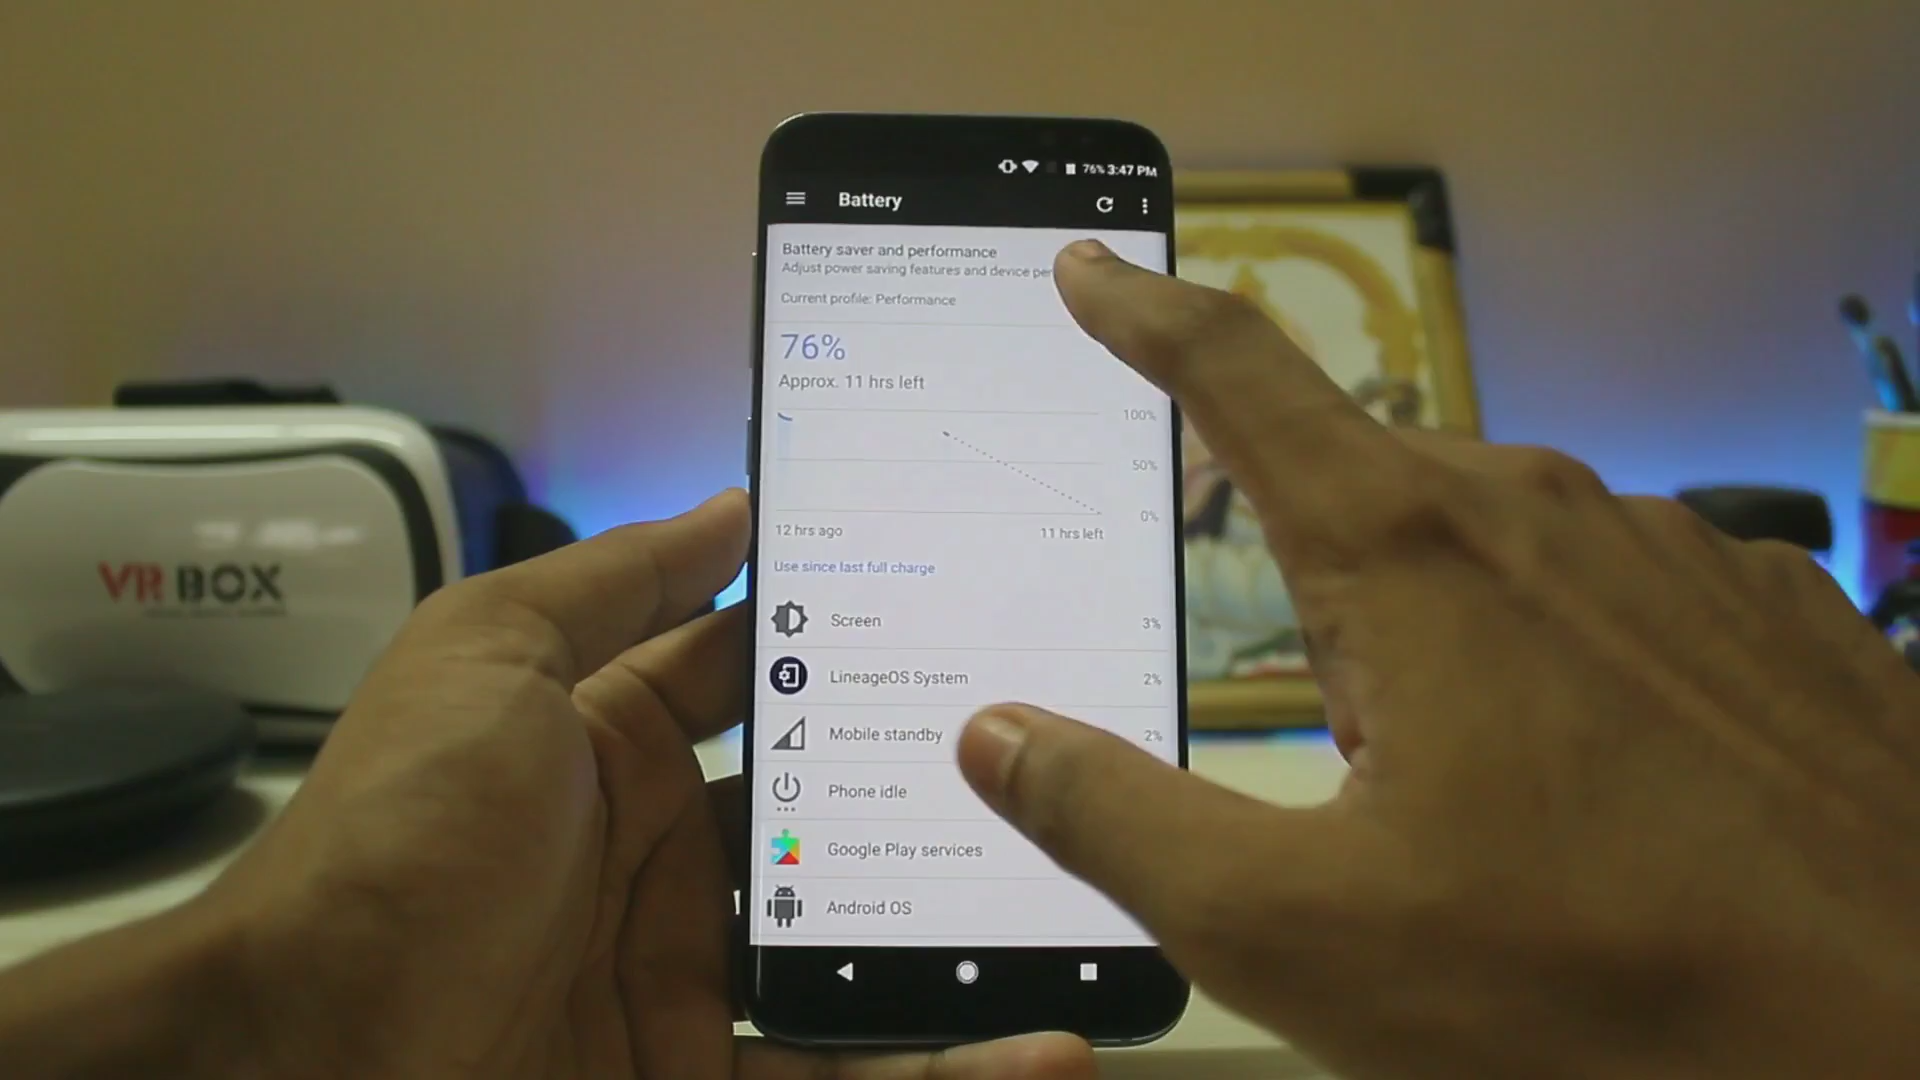 76% 3:47 PM
Battery
Battery saver and performance
Adjust power saving features and device
Current profile: Performance
76%
Approx. 11 hrs left
100%
50%
0%
12 hrs ago
11 hrs left
Use since last full charge
Screen
3%
LineageOS System
2%
Mobile standby
2%
Phone idle
Google Play services
Android OS
VR BOX